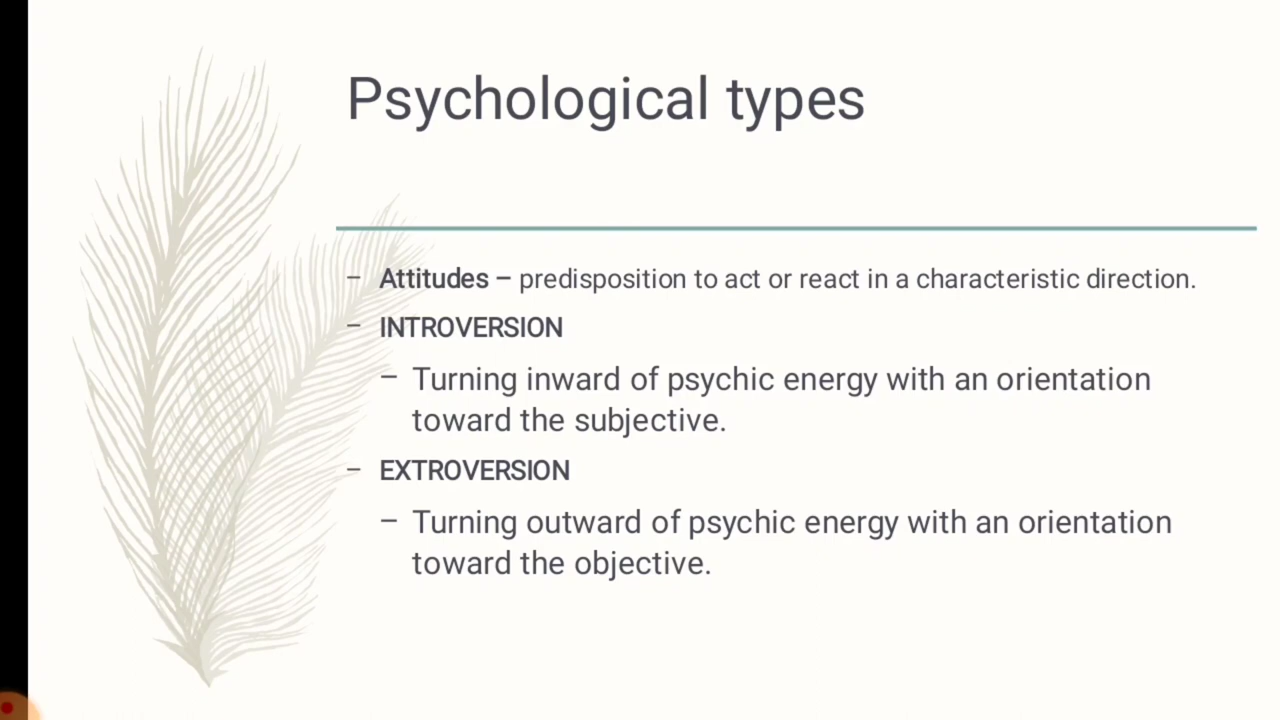 Psychological types
– Attitudes – predisposition to act or react in a characteristic direction.
– INTROVERSION
– Turning inward of psychic energy with an orientation
toward the subjective.
– EXTROVERSION
– Turning outward of psychic energy with an orientation
toward the objective.